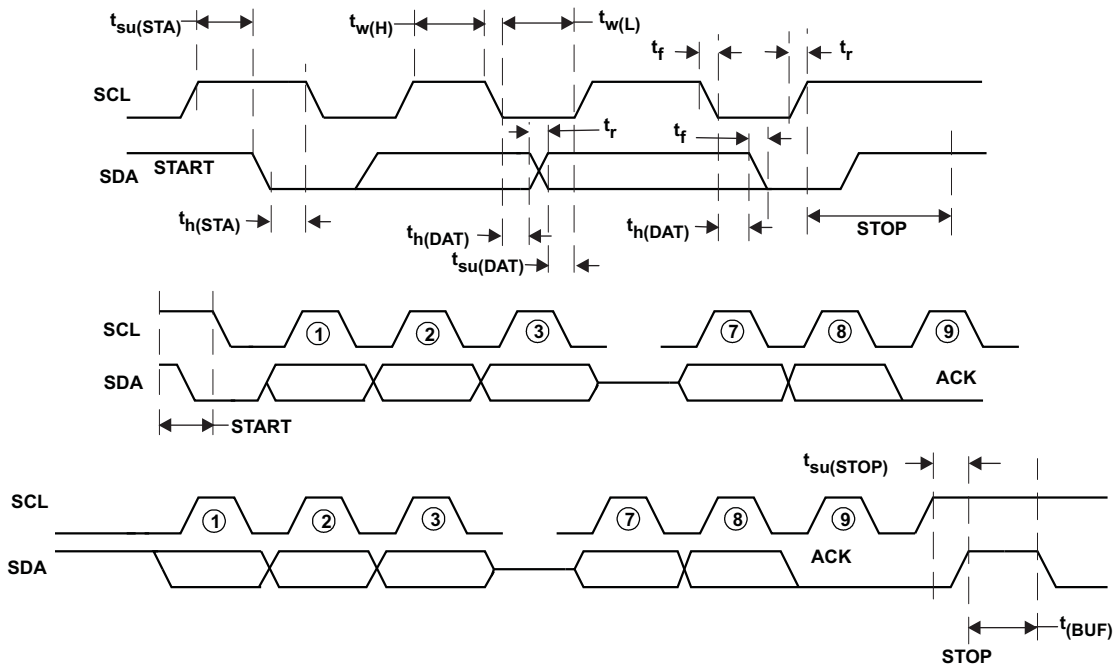 tsu(STA) tw(H) tw(L) tf tr
SCL
tr tf
SDA START
th(STA) th(DAT) th(DAT) STOP
tsu(DAT)
SCL 1 2 3 7 8 9
SDA ACK
START
tsu(STOP)
SCL 1 2 3 7 8 9
SDA ACK
t(BUF)
STOP